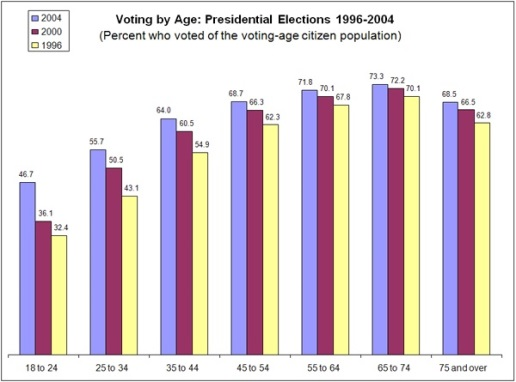 Voting by Age: Presidential Elections 1996-2004
(Percent who voted of the voting-age citizen population)
2004
2000
1996
46.7
36.1
32.4
55.7
50.5
43.1
64.0
60.5
54.9
68.7
66.3
62.3
71.8
70.1
67.8
73.3
72.2
70.1
68.5
66.5
62.8
18 to 24
25 to 34
35 to 44
45 to 54
55 to 64
65 to 74
75 and over